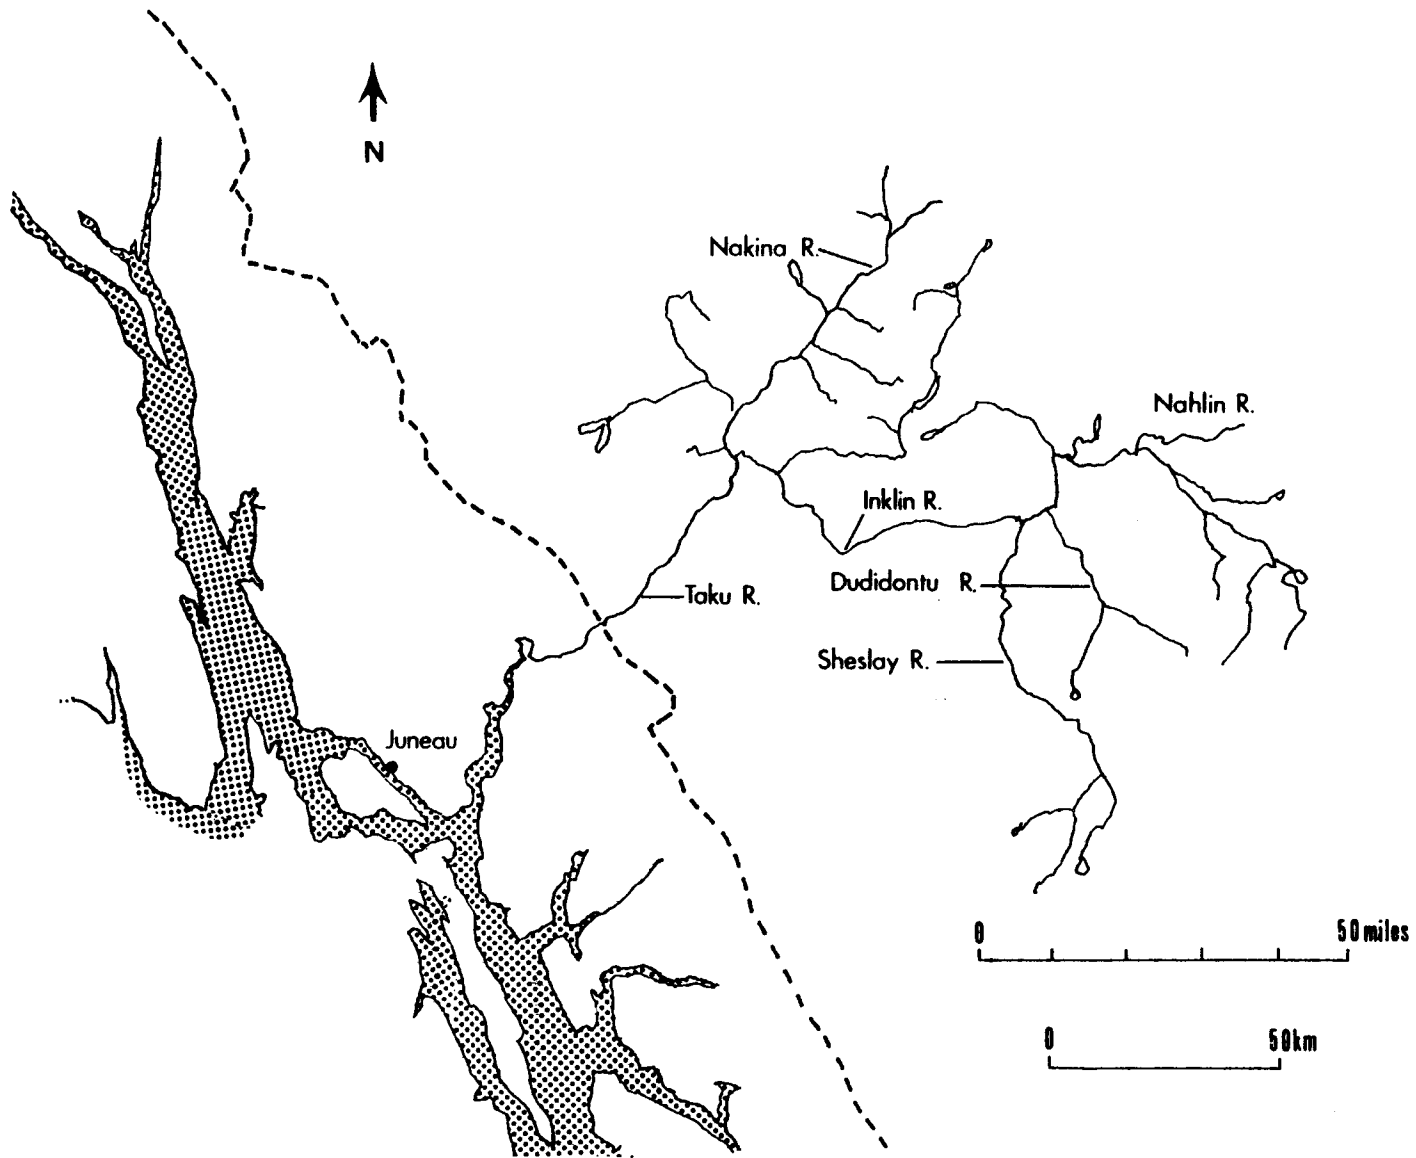 N
Nakina R.
Nahlin R.
Inklin R.
Dudidontu R.
Taku R.
Sheslay R.
Juneau
0 50 miles
0 50km